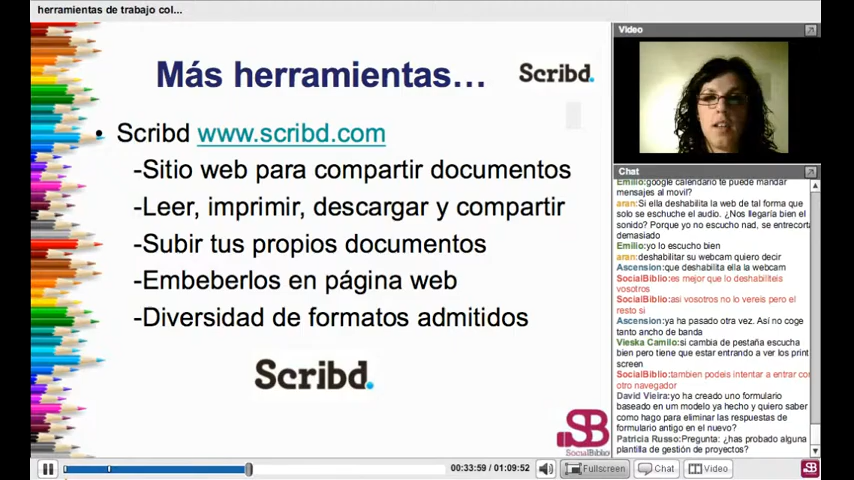 herramientas de trabajo col...
Más herramientas...
Scribd.
• Scribd www.scribd.com
-Sitio web para compartir documentos
-Leer, imprimir, descargar y compartir
-Subir tus propios documentos
-Embeberlos en página web
-Diversidad de formatos admitidos
Scribd.
SB
SocialBiblio
Video
Chat
Emilio:google calendario te puede mandar
mensajes al movil?
aran:Si ella deshabilita la web de tal forma que
solo se eschuche el audio. ¿Nos llegaría bien el
sonido? Porque yo no escucho nad, se entrecorta
demasiado
Emilio:yo lo escucho bien
aran:deshabilitar su webcam quiero decir
Ascension:que deshabilita ella la webcam
SocialBiblio:es mejor que lo deshabiliteis
vosotros
SocialBiblio:asi vosotros no lo vereis pero el
resto si
Ascension:ya ha pasado otra vez. Así no coge
tanto ancho de banda
Vieska Camilo:si cambia de pestaña escucha
bien pero tiene que estar entrando a ver los print
screen
SocialBiblio:tambien podeis intentar a entrar con
otro navegador
David Vieira:yo ha creado uno formulario
baseado en um modelo ya hecho y quiero saber
como hago para eliminar las respuestas de
formulario antigo en el nuevo?
Patricia Russo:Pregunta: ¿has probado alguna
plantilla de gestión de proyectos?
00:33:59 / 01:09:52
Fullscreen
Chat
Video
SB